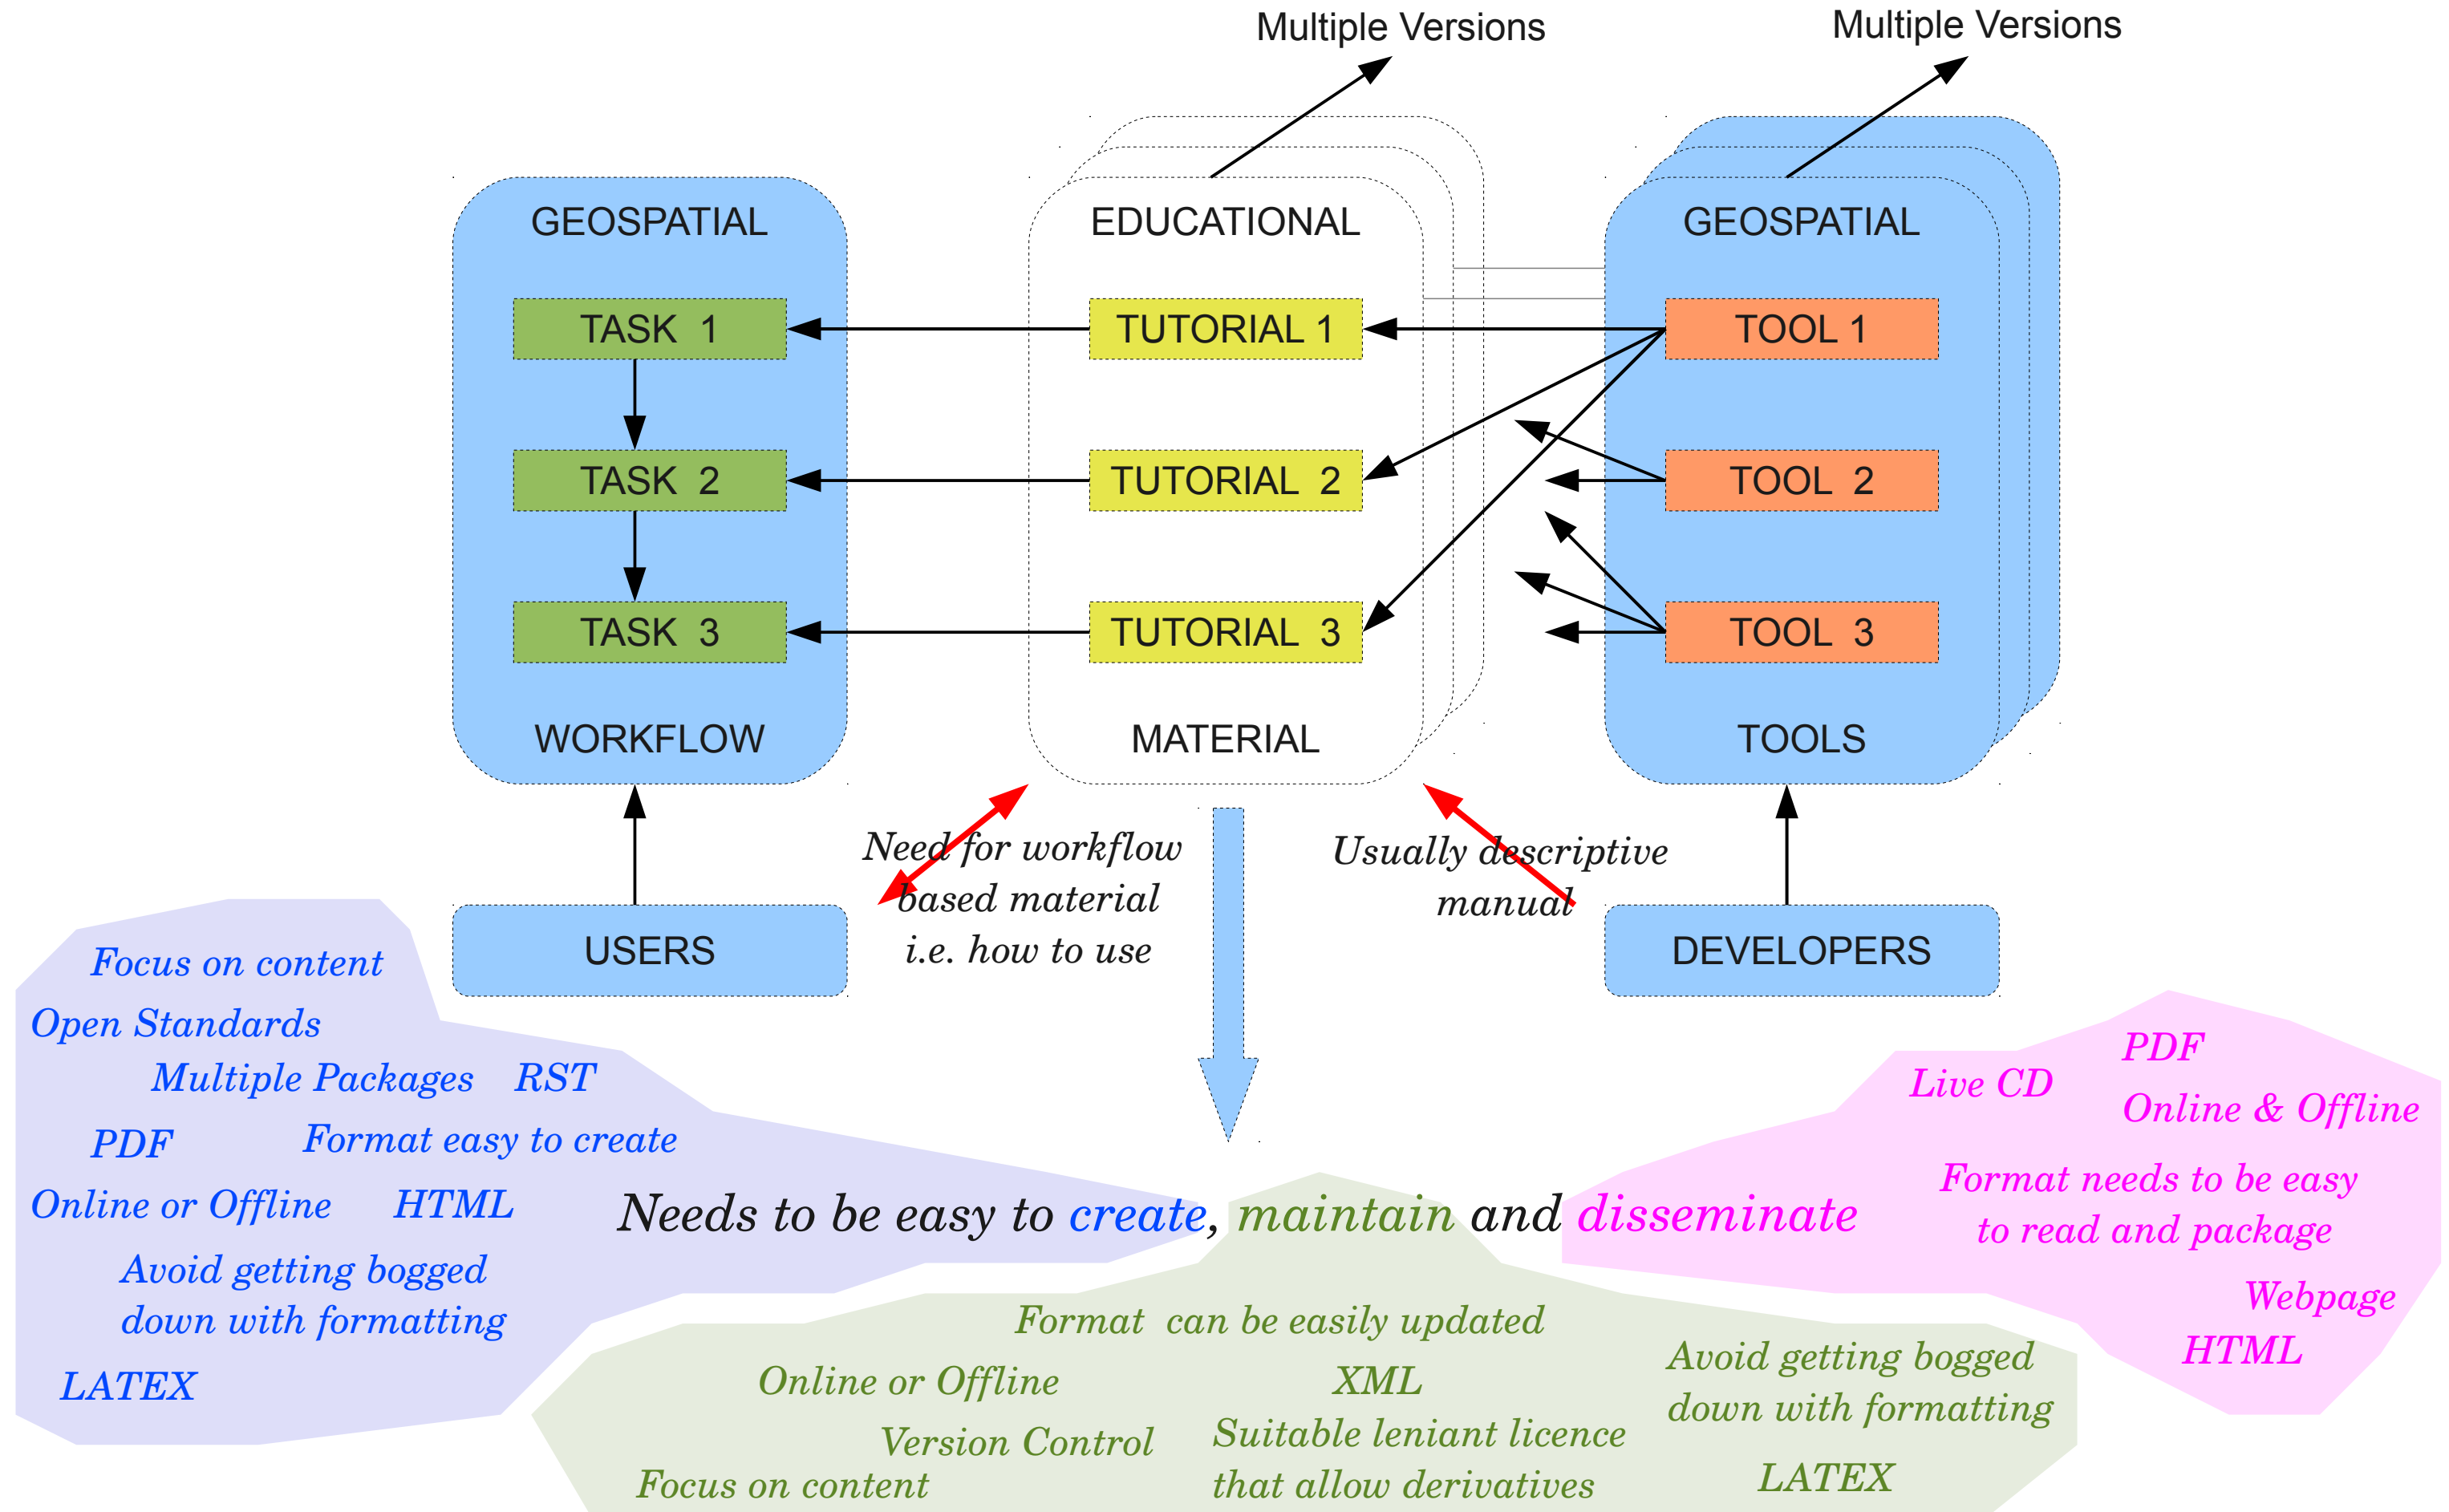 Multiple Versions
Multiple Versions
GEOSPATIAL
TASK 1
TASK 2
TASK 3
WORKFLOW
EDUCATIONAL
TUTORIAL 1
TUTORIAL 2
TUTORIAL 3
MATERIAL
GEOSPATIAL
TOOL 1
TOOL 2
TOOL 3
TOOLS
USERS
Need for workflow
based material
i.e. how to use
Usually descriptive
manual
DEVELOPERS
Focus on content
Open Standards
Multiple Packages
RST
PDF
Format easy to create
Online or Offline
HTML
Avoid getting bogged
down with formatting
LATEX
Needs to be easy to create, maintain and disseminate
PDF
Live CD
Online & Offline
Format needs to be easy
to read and package
Webpage
HTML
Format can be easily updated
Online or Offline
XML
Avoid getting bogged
down with formatting
Version Control
Suitable leniant licence
that allow derivatives
Focus on content
LATEX